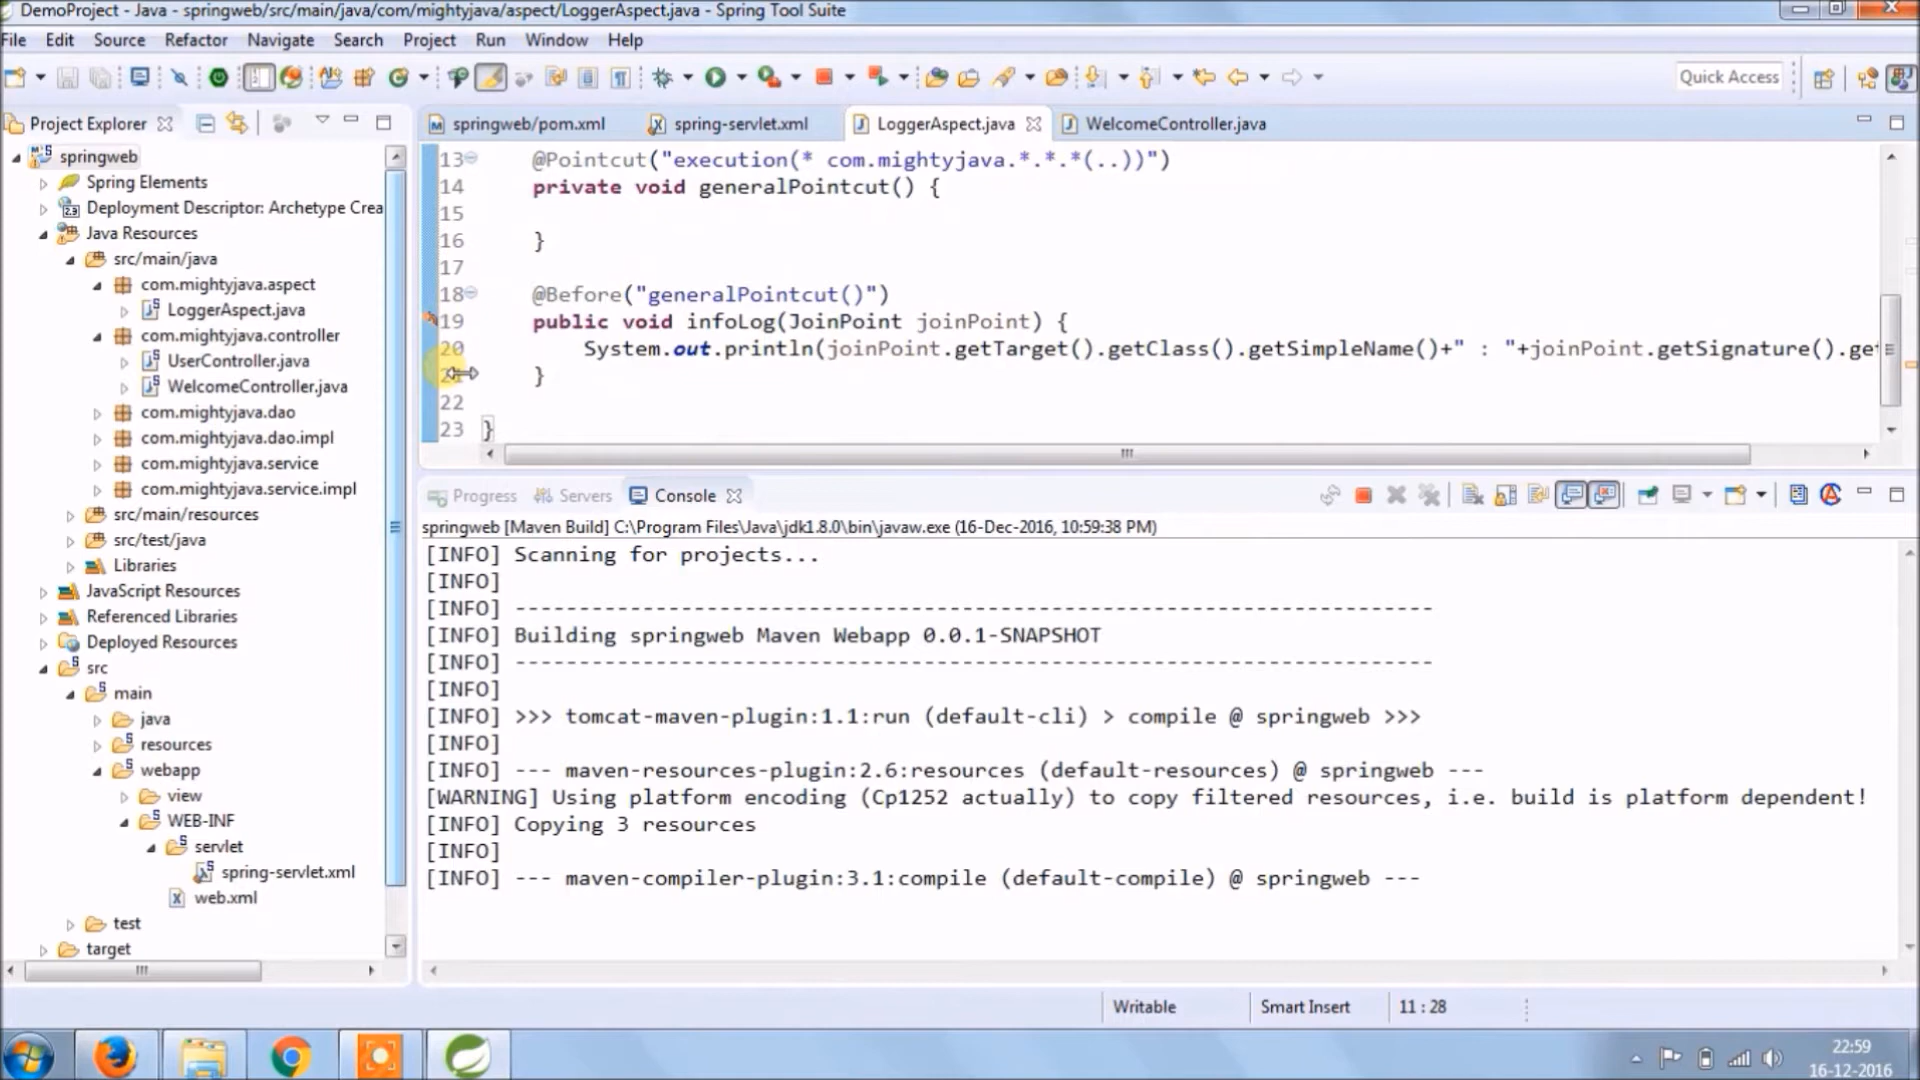 DemoProject - Java - springweb/src/main/java/com/mightyjava/aspect/LoggerAspect.java - Spring Tool Suite
File Edit Source Refactor Navigate Search Project Run Window Help
Quick Access
Project Explorer
springweb/pom.xml spring-servlet.xml LoggerAspect.java WelcomeController.java
springweb
Spring Elements
Deployment Descriptor: Archetype Crea
Java Resources
src/main/java
com.mightyjava.aspect
LoggerAspect.java
com.mightyjava.controller
UserController.java
WelcomeController.java
com.mightyjava.dao
com.mightyjava.dao.impl
com.mightyjava.service
com.mightyjava.service.impl
src/main/resources
src/test/java
Libraries
JavaScript Resources
Referenced Libraries
Deployed Resources
src
main
java
resources
webapp
view
WEB-INF
servlet
spring-servlet.xml
web.xml
test
target
13 @Pointcut("execution(* com.mightyjava.*.*.*(..))")
14 private void generalPointcut() {
15
16 }
17
18 @Before("generalPointcut()")
19 public void infoLog(JoinPoint joinPoint) {
20 System.out.println(joinPoint.getTarget().getClass().getSimpleName()+" : "+joinPoint.getSignature().get
21 }
22
23 }
Progress Servers Console
springweb [Maven Build] C:\Program Files\Java\jdk1.8.0\bin\javaw.exe (16-Dec-2016, 10:59:38 PM)
[INFO] Scanning for projects...
[INFO]
[INFO] ------------------------------------------------------------------------
[INFO] Building springweb Maven Webapp 0.0.1-SNAPSHOT
[INFO] ------------------------------------------------------------------------
[INFO]
[INFO] >>> tomcat-maven-plugin:1.1:run (default-cli) > compile @ springweb >>>
[INFO]
[INFO] --- maven-resources-plugin:2.6:resources (default-resources) @ springweb ---
[WARNING] Using platform encoding (Cp1252 actually) to copy filtered resources, i.e. build is platform dependent!
[INFO] Copying 3 resources
[INFO]
[INFO] --- maven-compiler-plugin:3.1:compile (default-compile) @ springweb ---
Writable Smart Insert 11 : 28
22:59
16-12-2016